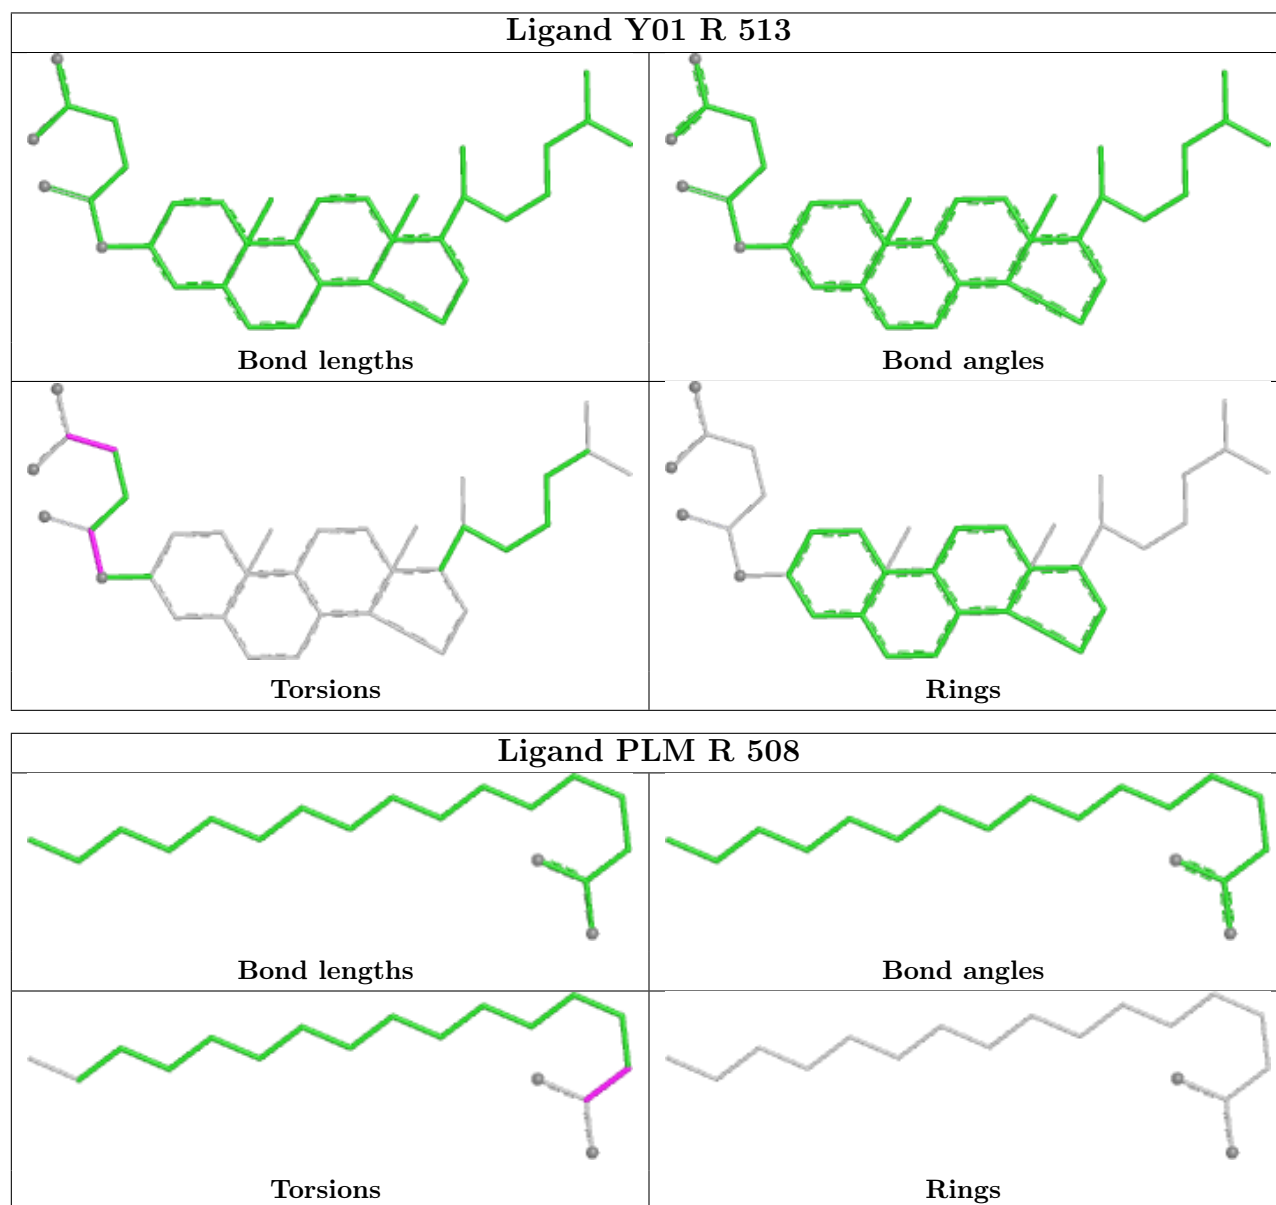 Ligand Y01 R 513
Bond lengths
Bond angles
Torsions
Rings
Ligand PLM R 508
Bond lengths
Bond angles
Torsions
Rings